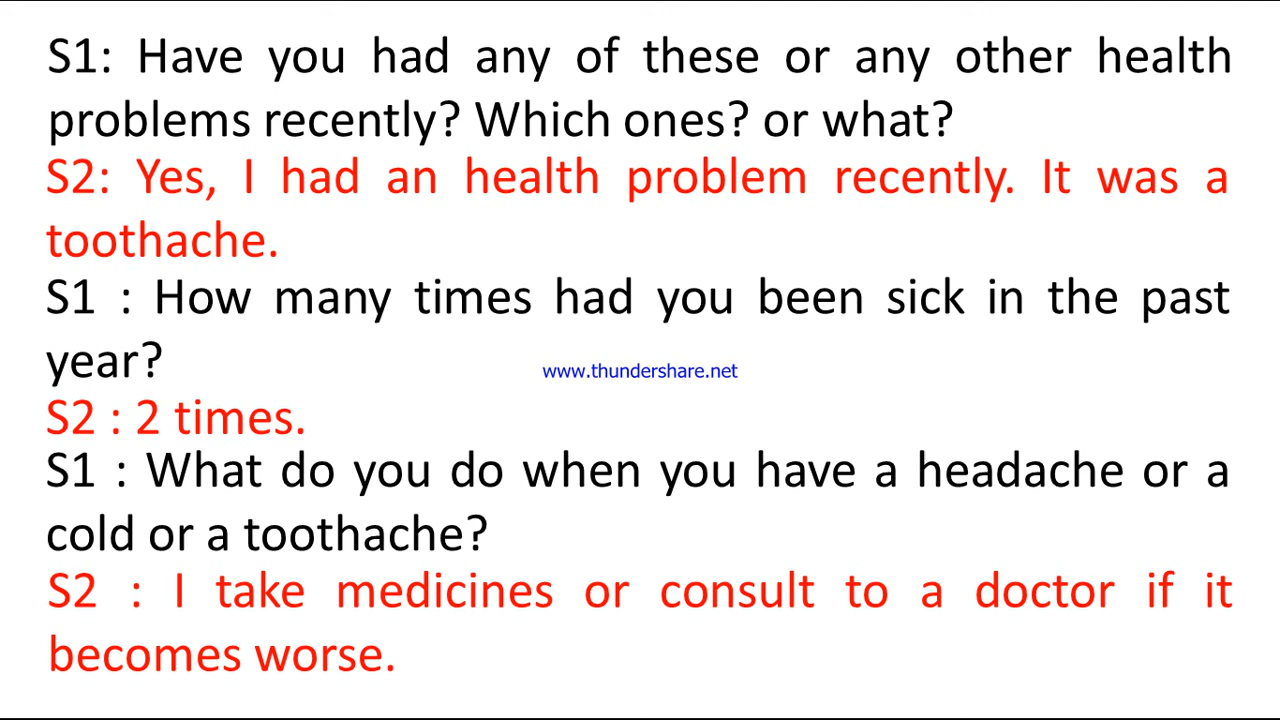 S1: Have you had any of these or any other health
problems recently? Which ones? or what?
S2: Yes, I had an health problem recently. It was a
toothache.
S1 : How many times had you been sick in the past
year?
www.thundershare.net
S2 : 2 times.
S1 : What do you do when you have a headache or a
cold or a toothache?
S2 : I take medicines or consult to a doctor if it
becomes worse.